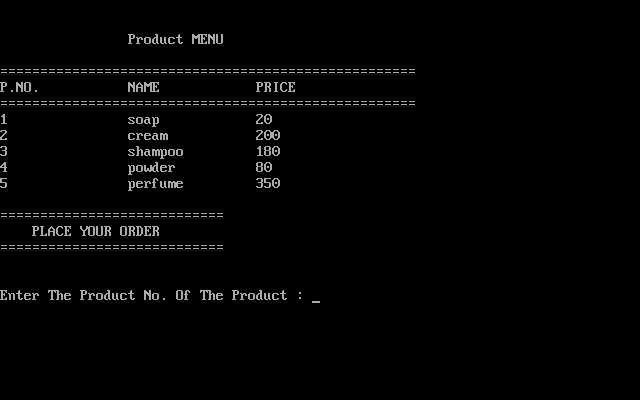 Product MENU
====================================================
P.NO. NAME PRICE
====================================================
1 soap 20
2 cream 200
3 shampoo 180
4 powder 80
5 perfume 350
============================
PLACE YOUR ORDER
============================
Enter The Product No. Of The Product : _